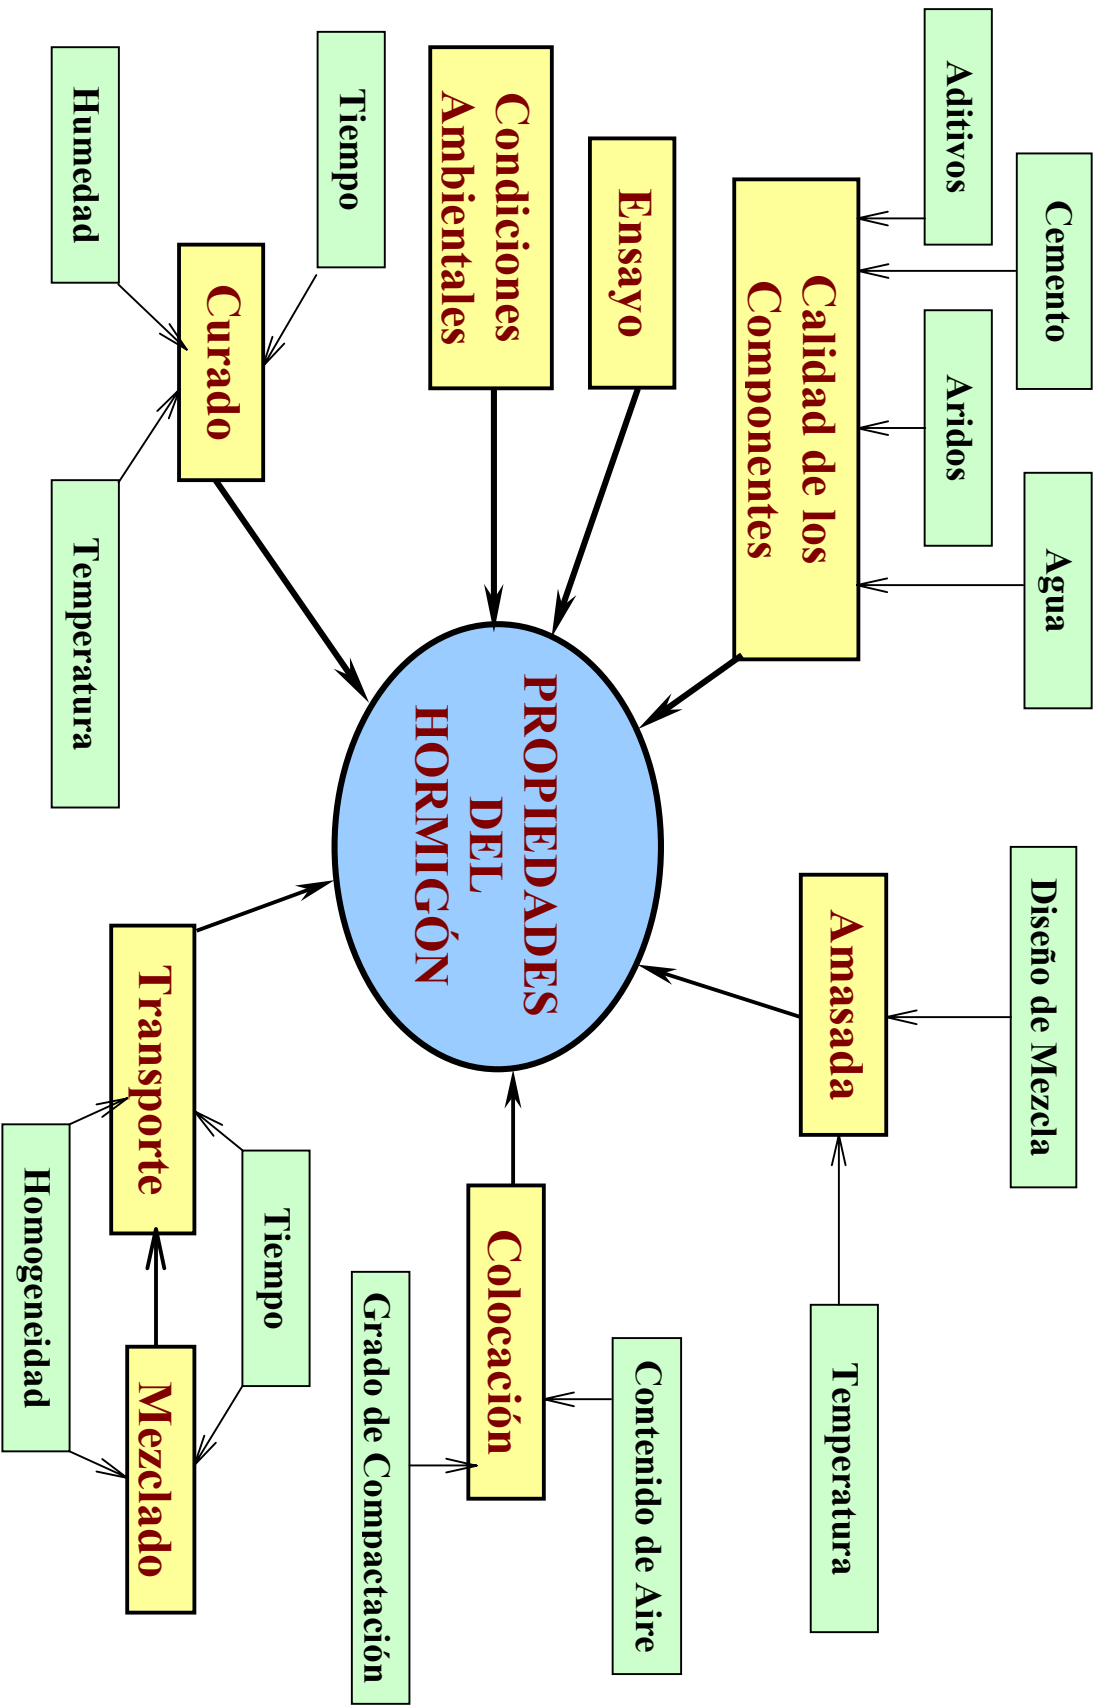 Cemento
Agua
Diseño de Mezcla
Aditivos
Aridos
Calidad de los
Componentes
Amasada
Temperatura
Ensayo
Contenido de Aire
Condiciones
Ambientales
PROPIEDADES
DEL
HORMIGÓN
Colocación
Grado de Compactación
Tiempo
Curado
Tiempo
Humedad
Temperatura
Transporte
Mezclado
Homogeneidad